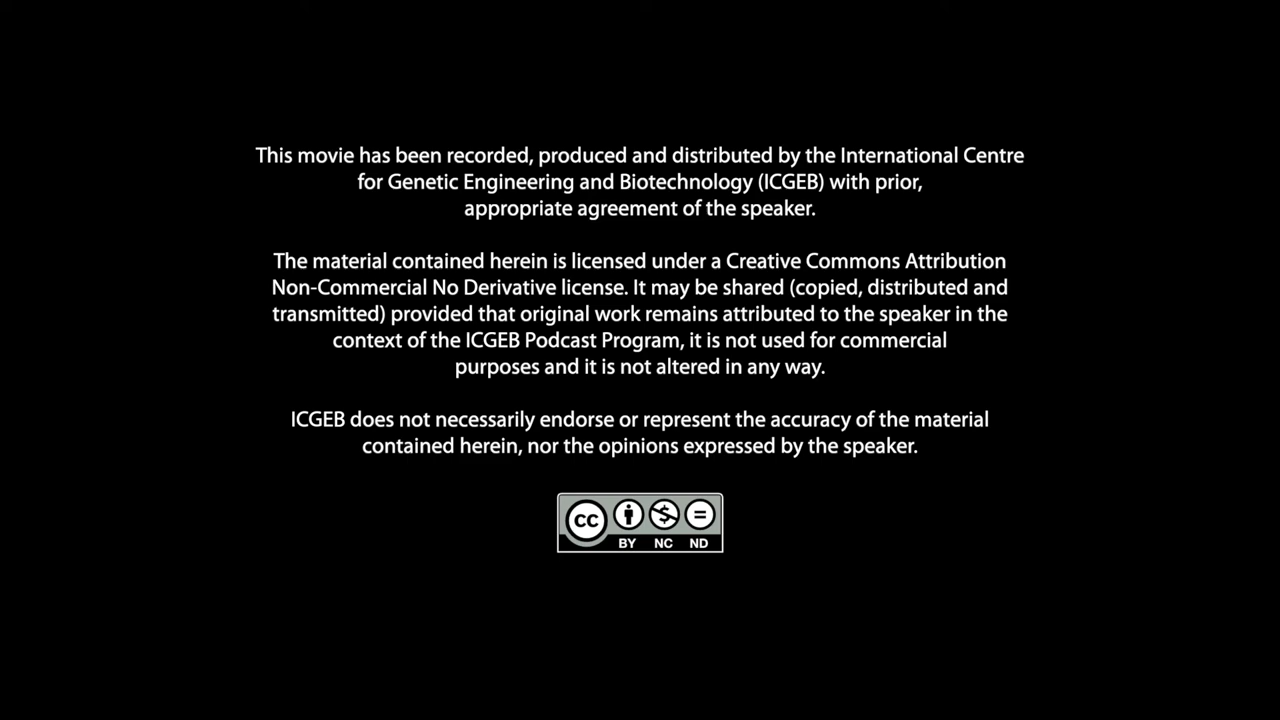 This movie has been recorded, produced and distributed by the International Centre
for Genetic Engineering and Biotechnology (ICGEB) with prior,
appropriate agreement of the speaker.
The material contained herein is licensed under a Creative Commons Attribution
Non-Commercial No Derivative license. It may be shared (copied, distributed and
transmitted) provided that original work remains attributed to the speaker in the
context of the ICGEB Podcast Program, it is not used for commercial
purposes and it is not altered in any way.
ICGEB does not necessarily endorse or represent the accuracy of the material
contained herein, nor the opinions expressed by the speaker.
CC
BY NC ND